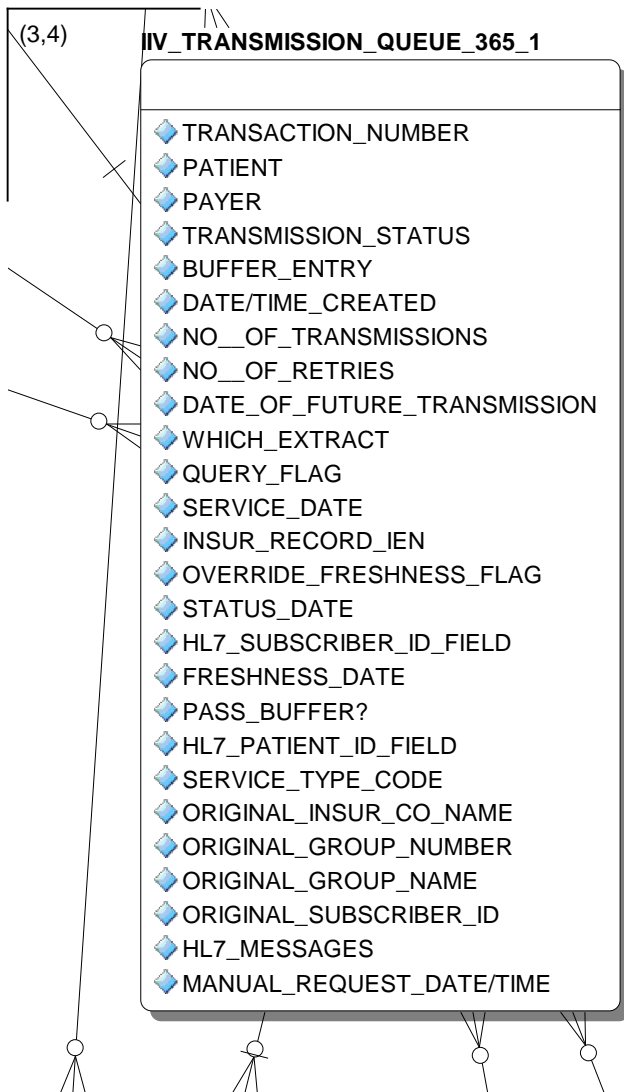 (3,4)
IIV_TRANSMISSION_QUEUE_365_1
TRANSACTION_NUMBER
PATIENT
PAYER
TRANSMISSION_STATUS
BUFFER_ENTRY
DATE/TIME_CREATED
NO__OF_TRANSMISSIONS
NO__OF_RETRIES
DATE_OF_FUTURE_TRANSMISSION
WHICH_EXTRACT
QUERY_FLAG
SERVICE_DATE
INSUR_RECORD_IEN
OVERRIDE_FRESHNESS_FLAG
STATUS_DATE
HL7_SUBSCRIBER_ID_FIELD
FRESHNESS_DATE
PASS_BUFFER?
HL7_PATIENT_ID_FIELD
SERVICE_TYPE_CODE
ORIGINAL_INSUR_CO_NAME
ORIGINAL_GROUP_NUMBER
ORIGINAL_GROUP_NAME
ORIGINAL_SUBSCRIBER_ID
HL7_MESSAGES
MANUAL_REQUEST_DATE/TIME